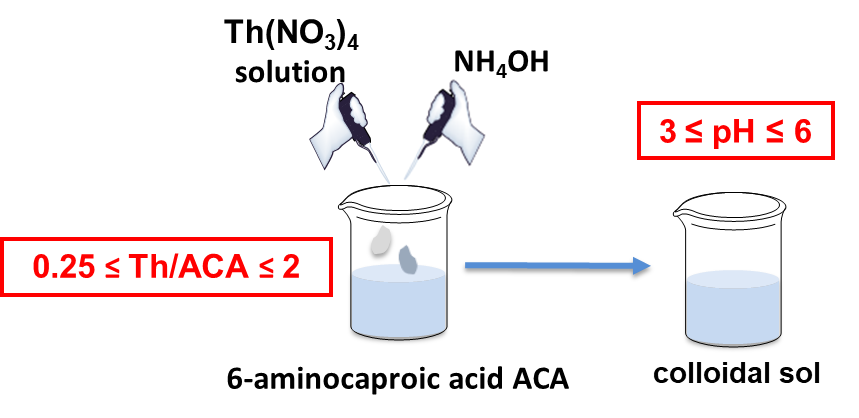 Th(NO₃)₄
solution
NH₄OH
3 ≤ pH ≤ 6
0.25 ≤ Th/ACA ≤ 2
6-aminocaproic acid ACA
colloidal sol